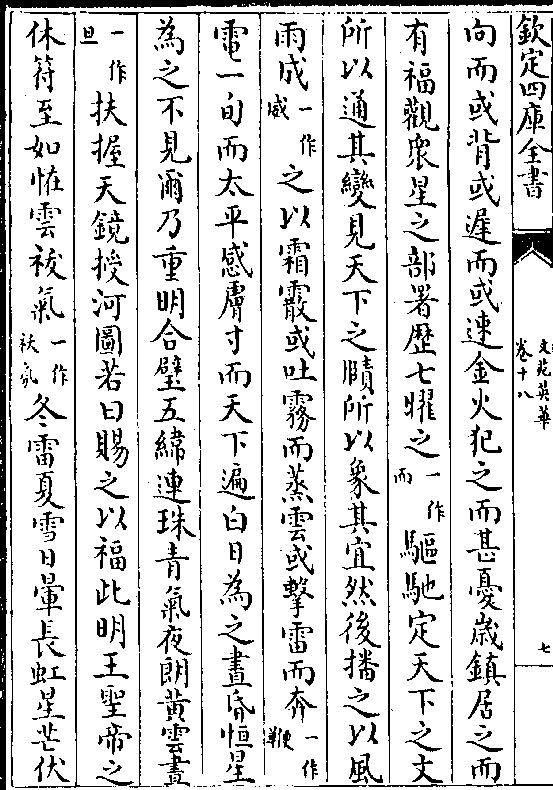 欽定四庫全書
文苑英華
卷十八
七
向而或背或遲而或速金火犯之而甚憂歳鎮居之而
有福觀衆星之部署歷七曜之一作而驅馳定天下之文
所以通其變見天下之賾所以象其宜然後播之以風
雨成一作威之以霜霰或吐霧而蒸雲或擊雷而奔一作鞭
電一旬而太平感膚寸而天下遍白日為之晝昏恒星
為之不見爾乃重明合璧五緯連珠青氣夜朗黄雲晝
一作旦扶握天鏡授河圖若曰賜之以福此明王聖帝之
休符至如恠雲祲氣一作祅氛冬雷夏雪日暈長虹星芒伏